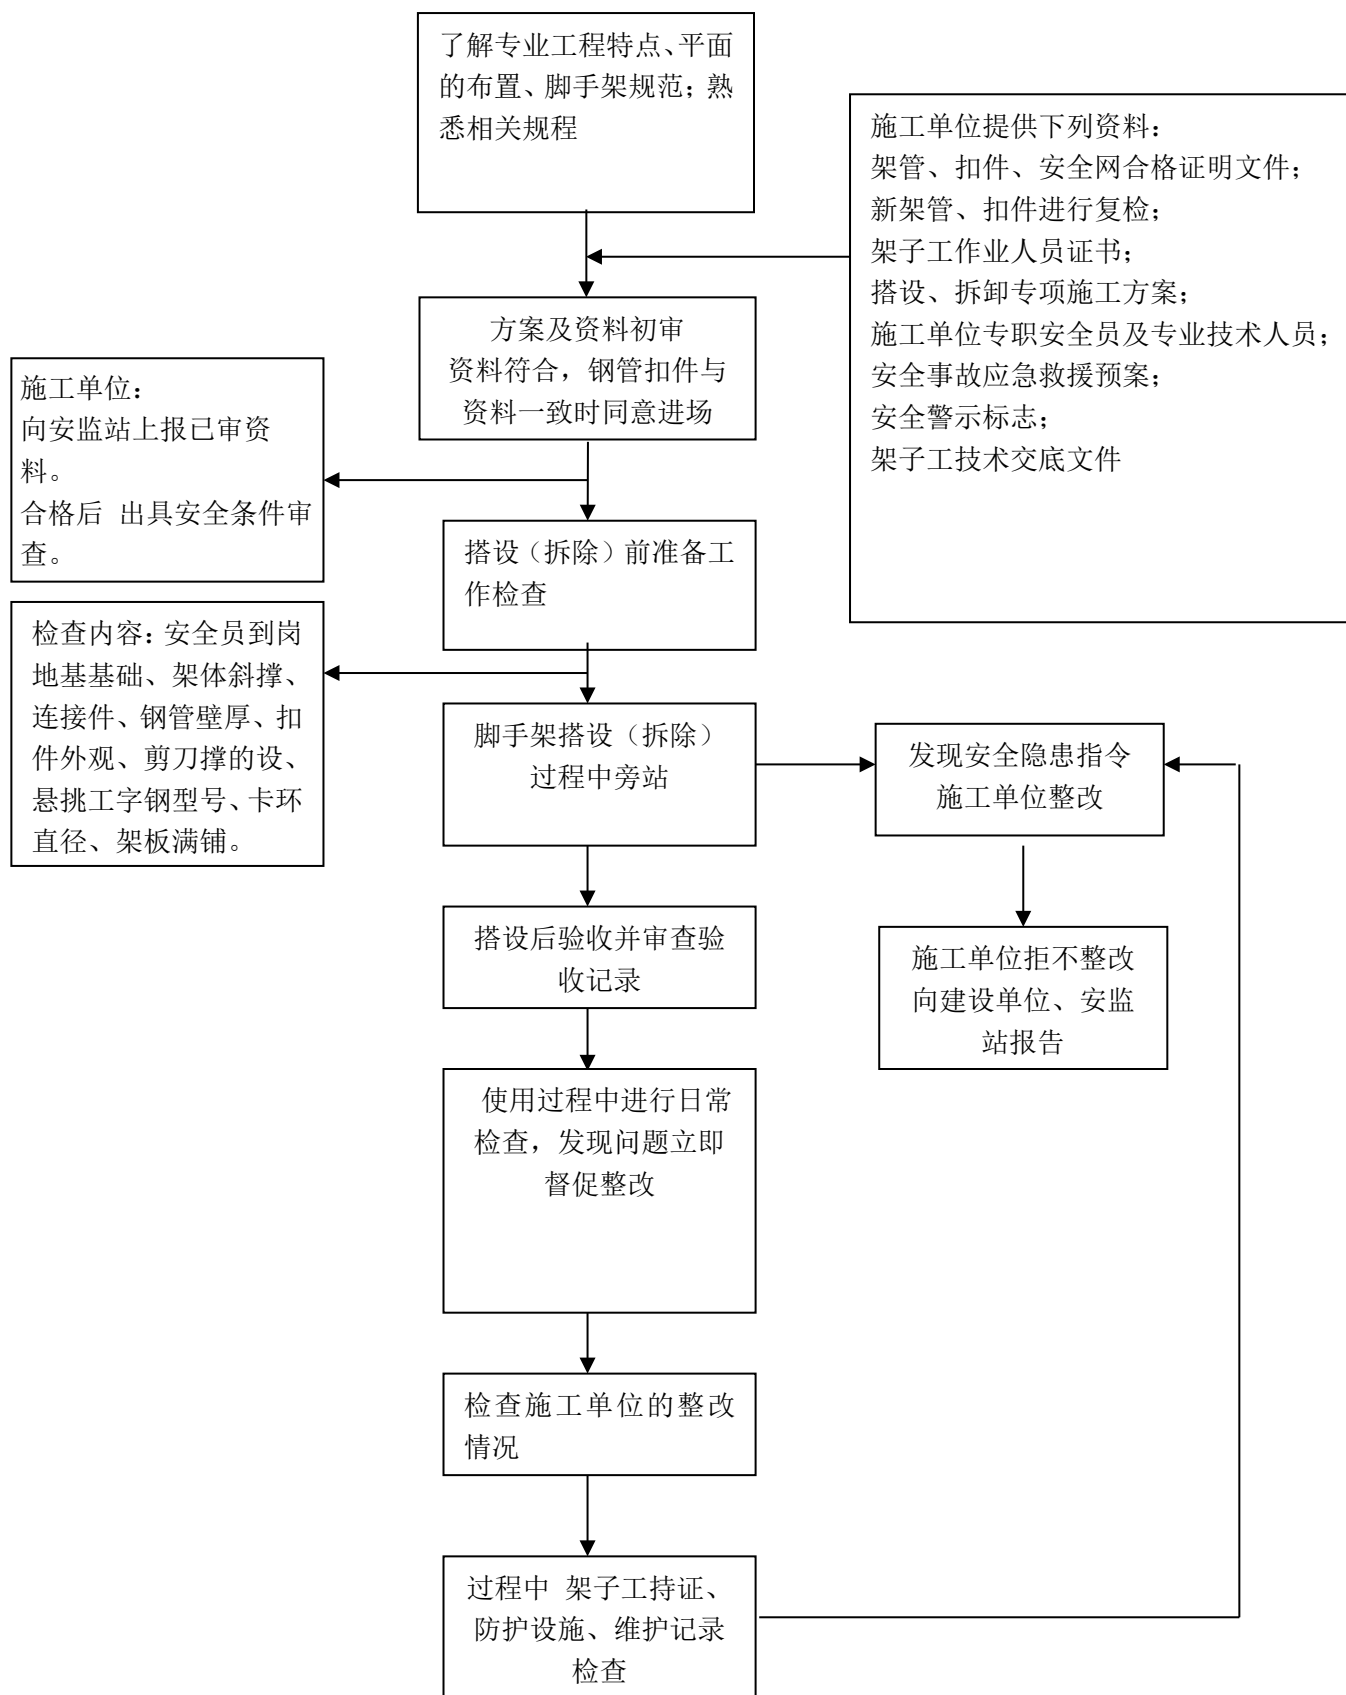 了解专业工程特点、平面
的布置、脚手架规范；熟
悉相关规程
施工单位提供下列资料：
架管、扣件、安全网合格证明文件；
新架管、扣件进行复检；
架子工作业人员证书；
搭设、拆卸专项施工方案；
施工单位专职安全员及专业技术人员；
安全事故应急救援预案；
安全警示标志；
架子工技术交底文件
方案及资料初审
资料符合，钢管扣件与
资料一致时同意进场
施工单位：
向安监站上报已审资
料。
合格后 出具安全条件审
查。
搭设（拆除）前准备工
作检查
检查内容：安全员到岗
地基基础、架体斜撑、
连接件、钢管壁厚、扣
件外观、剪刀撑的设、
悬挑工字钢型号、卡环
直径、架板满铺。
脚手架搭设（拆除）
过程中旁站
发现安全隐患指令
施工单位整改
搭设后验收并审查验
收记录
施工单位拒不整改
向建设单位、安监
站报告
使用过程中进行日常
检查，发现问题立即
督促整改
检查施工单位的整改
情况
过程中 架子工持证、
防护设施、维护记录
检查